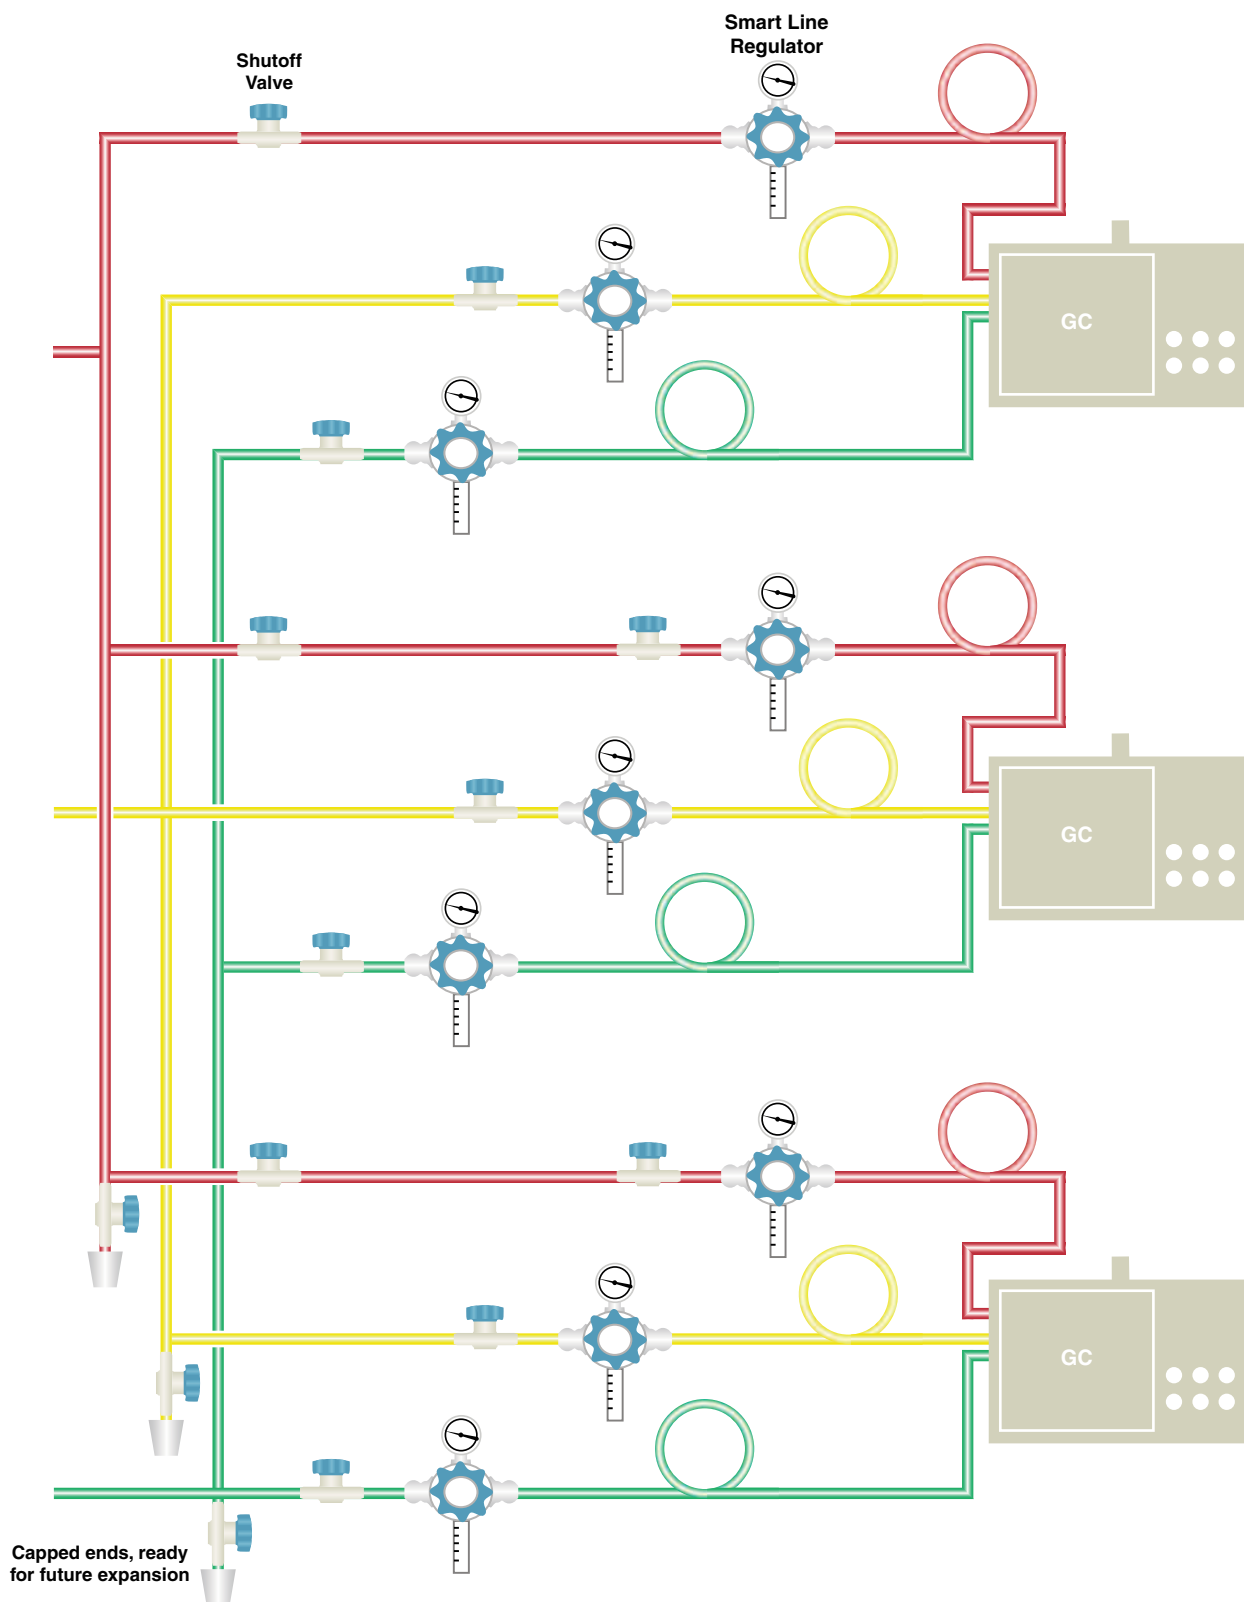 Smart Line
Regulator
Shutoff
Valve
GC
GC
GC
Capped ends, ready
for future expansion